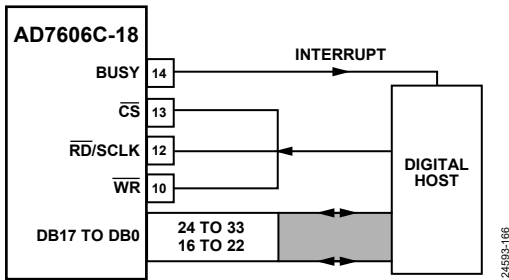 AD7606C-18
BUSY 14
INTERRUPT
CS 13
RD/SCLK 12
WR 10
DIGITAL
HOST
DB17 TO DB0
24 TO 33
16 TO 22
24593-166